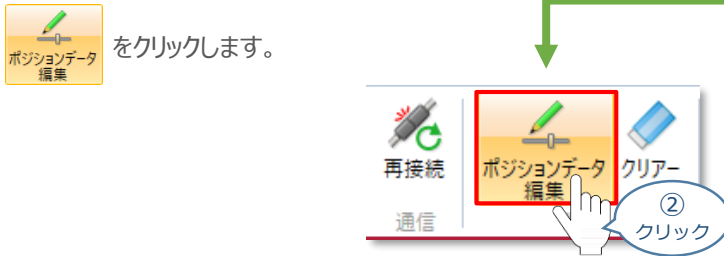 ポジションデータ
編集
をクリックします。
再接続
ポジションデータ
編集
クリアー
通信
②
クリック